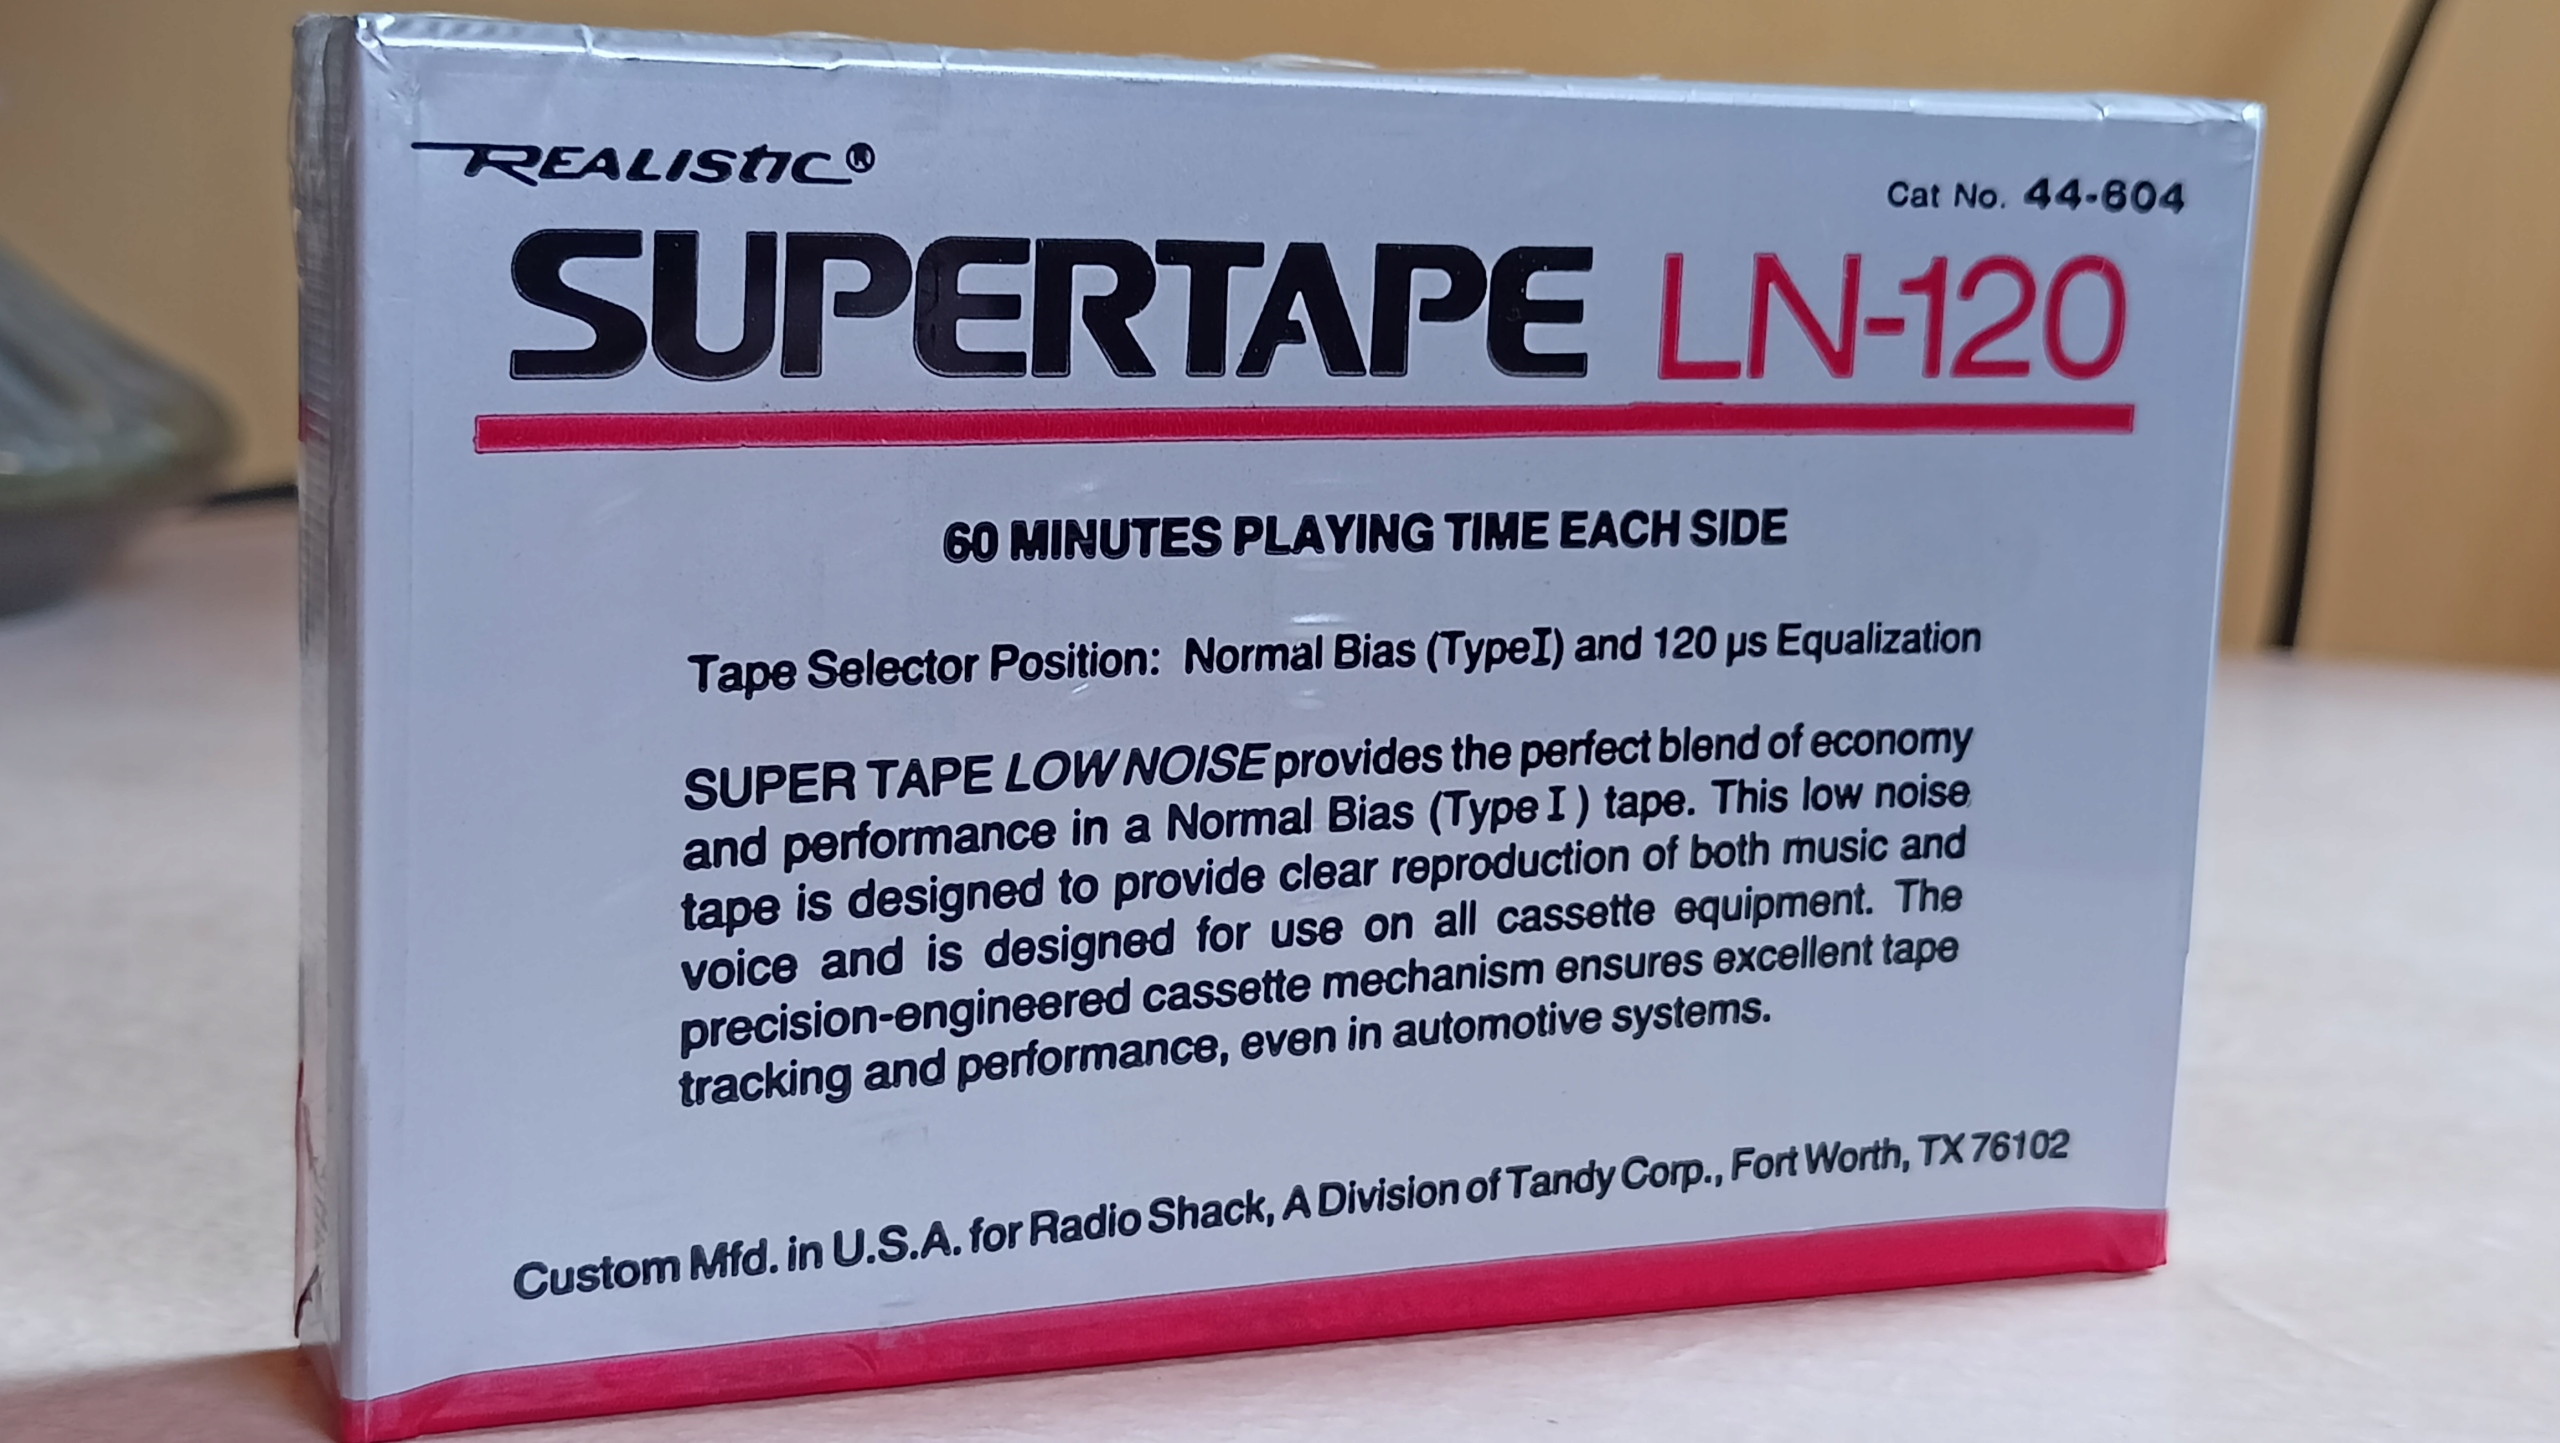 REALISTIC®
Cat No. 44-604
SUPERTAPE LN-120
60 MINUTES PLAYING TIME EACH SIDE
Tape Selector Position: Normal Bias (Type I) and 120 µs Equalization
SUPER TAPE LOW NOISE provides the perfect blend of economy
and performance in a Normal Bias (Type I) tape. This low noise
tape is designed to provide clear reproduction of both music and
voice and is designed for use on all cassette equipment. The
precision-engineered cassette mechanism ensures excellent tape
tracking and performance, even in automotive systems.
Custom Mfd. in U.S.A. for Radio Shack, A Division of Tandy Corp., Fort Worth, TX 76102